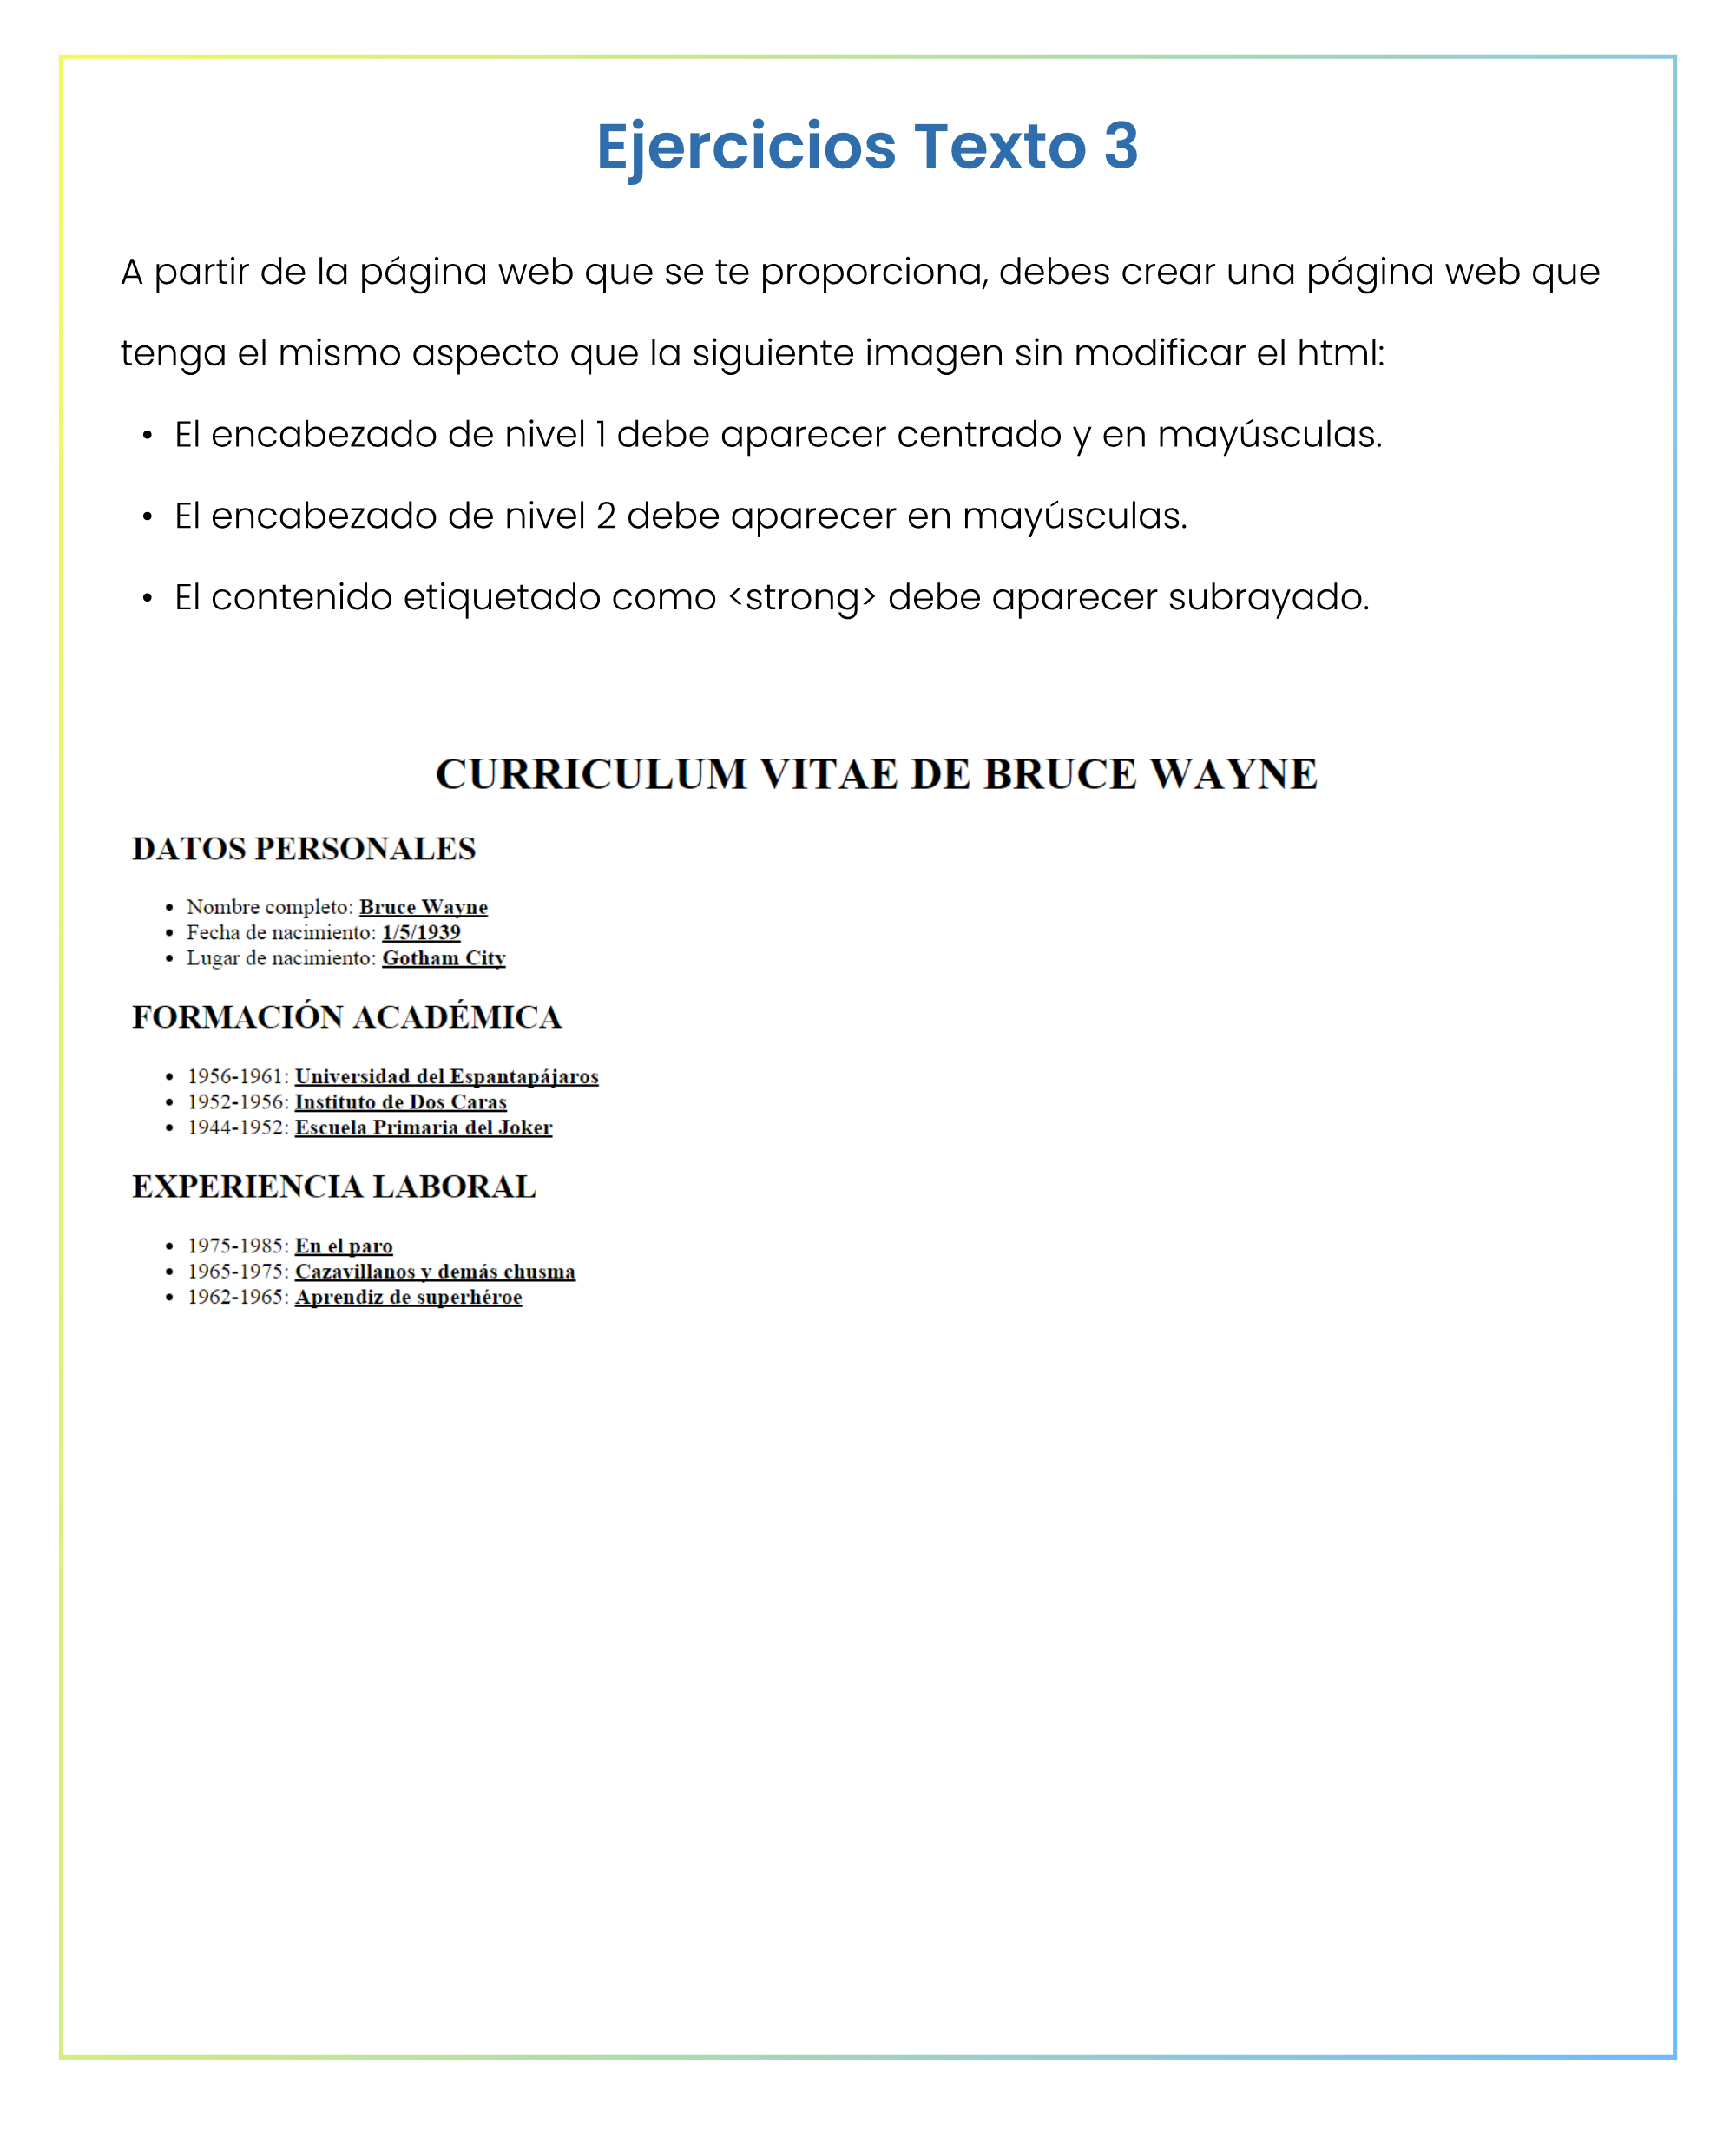 Ejercicios Texto 3
A partir de la página web que se te proporciona, debes crear una página web que
tenga el mismo aspecto que la siguiente imagen sin modificar el html:
• El encabezado de nivel 1 debe aparecer centrado y en mayúsculas.
• El encabezado de nivel 2 debe aparecer en mayúsculas.
• El contenido etiquetado como <strong> debe aparecer subrayado.
CURRICULUM VITAE DE BRUCE WAYNE
DATOS PERSONALES
• Nombre completo: Bruce Wayne
• Fecha de nacimiento: 1/5/1939
• Lugar de nacimiento: Gotham City
FORMACIÓN ACADÉMICA
• 1956-1961: Universidad del Espantapájaros
• 1952-1956: Instituto de Dos Caras
• 1944-1952: Escuela Primaria del Joker
EXPERIENCIA LABORAL
• 1975-1985: En el paro
• 1965-1975: Cazavillanos y demás chusma
• 1962-1965: Aprendiz de superhéroe